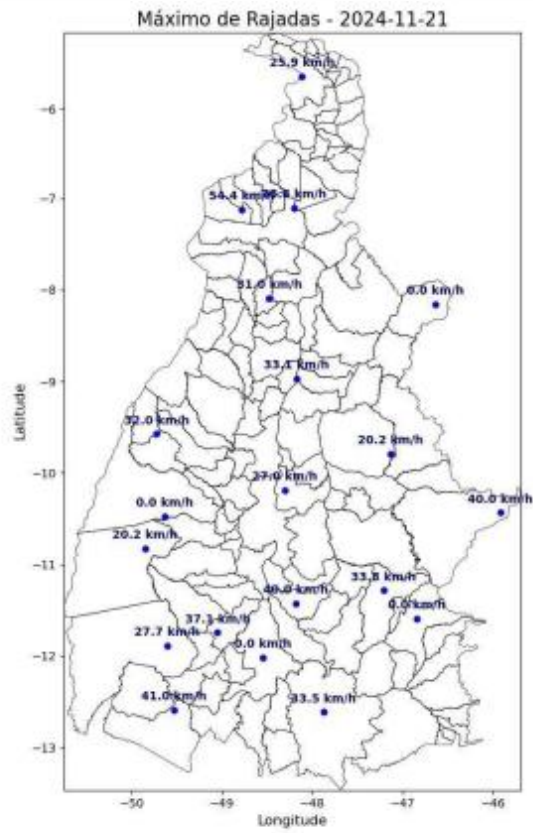 Máximo de Rajadas - 2024-11-21
25.9 km/h
54.4 km/h
km/h
31.0 km/h
0.0 km/h
33.1 km/h
32.0 km/h
20.2 km/h
27.0 km/h
0.0 km/h
40.0 km/h
20.2 km/h
33.8 km/h
40.0 km/h
0.0 km/h
37.1 km/h
27.7 km/h
0.0 km/h
41.0 km/h
33.5 km/h
Latitude
−6
−7
−8
−9
−10
−11
−12
−13
−50
−49
−48
−47
−46
Longitude